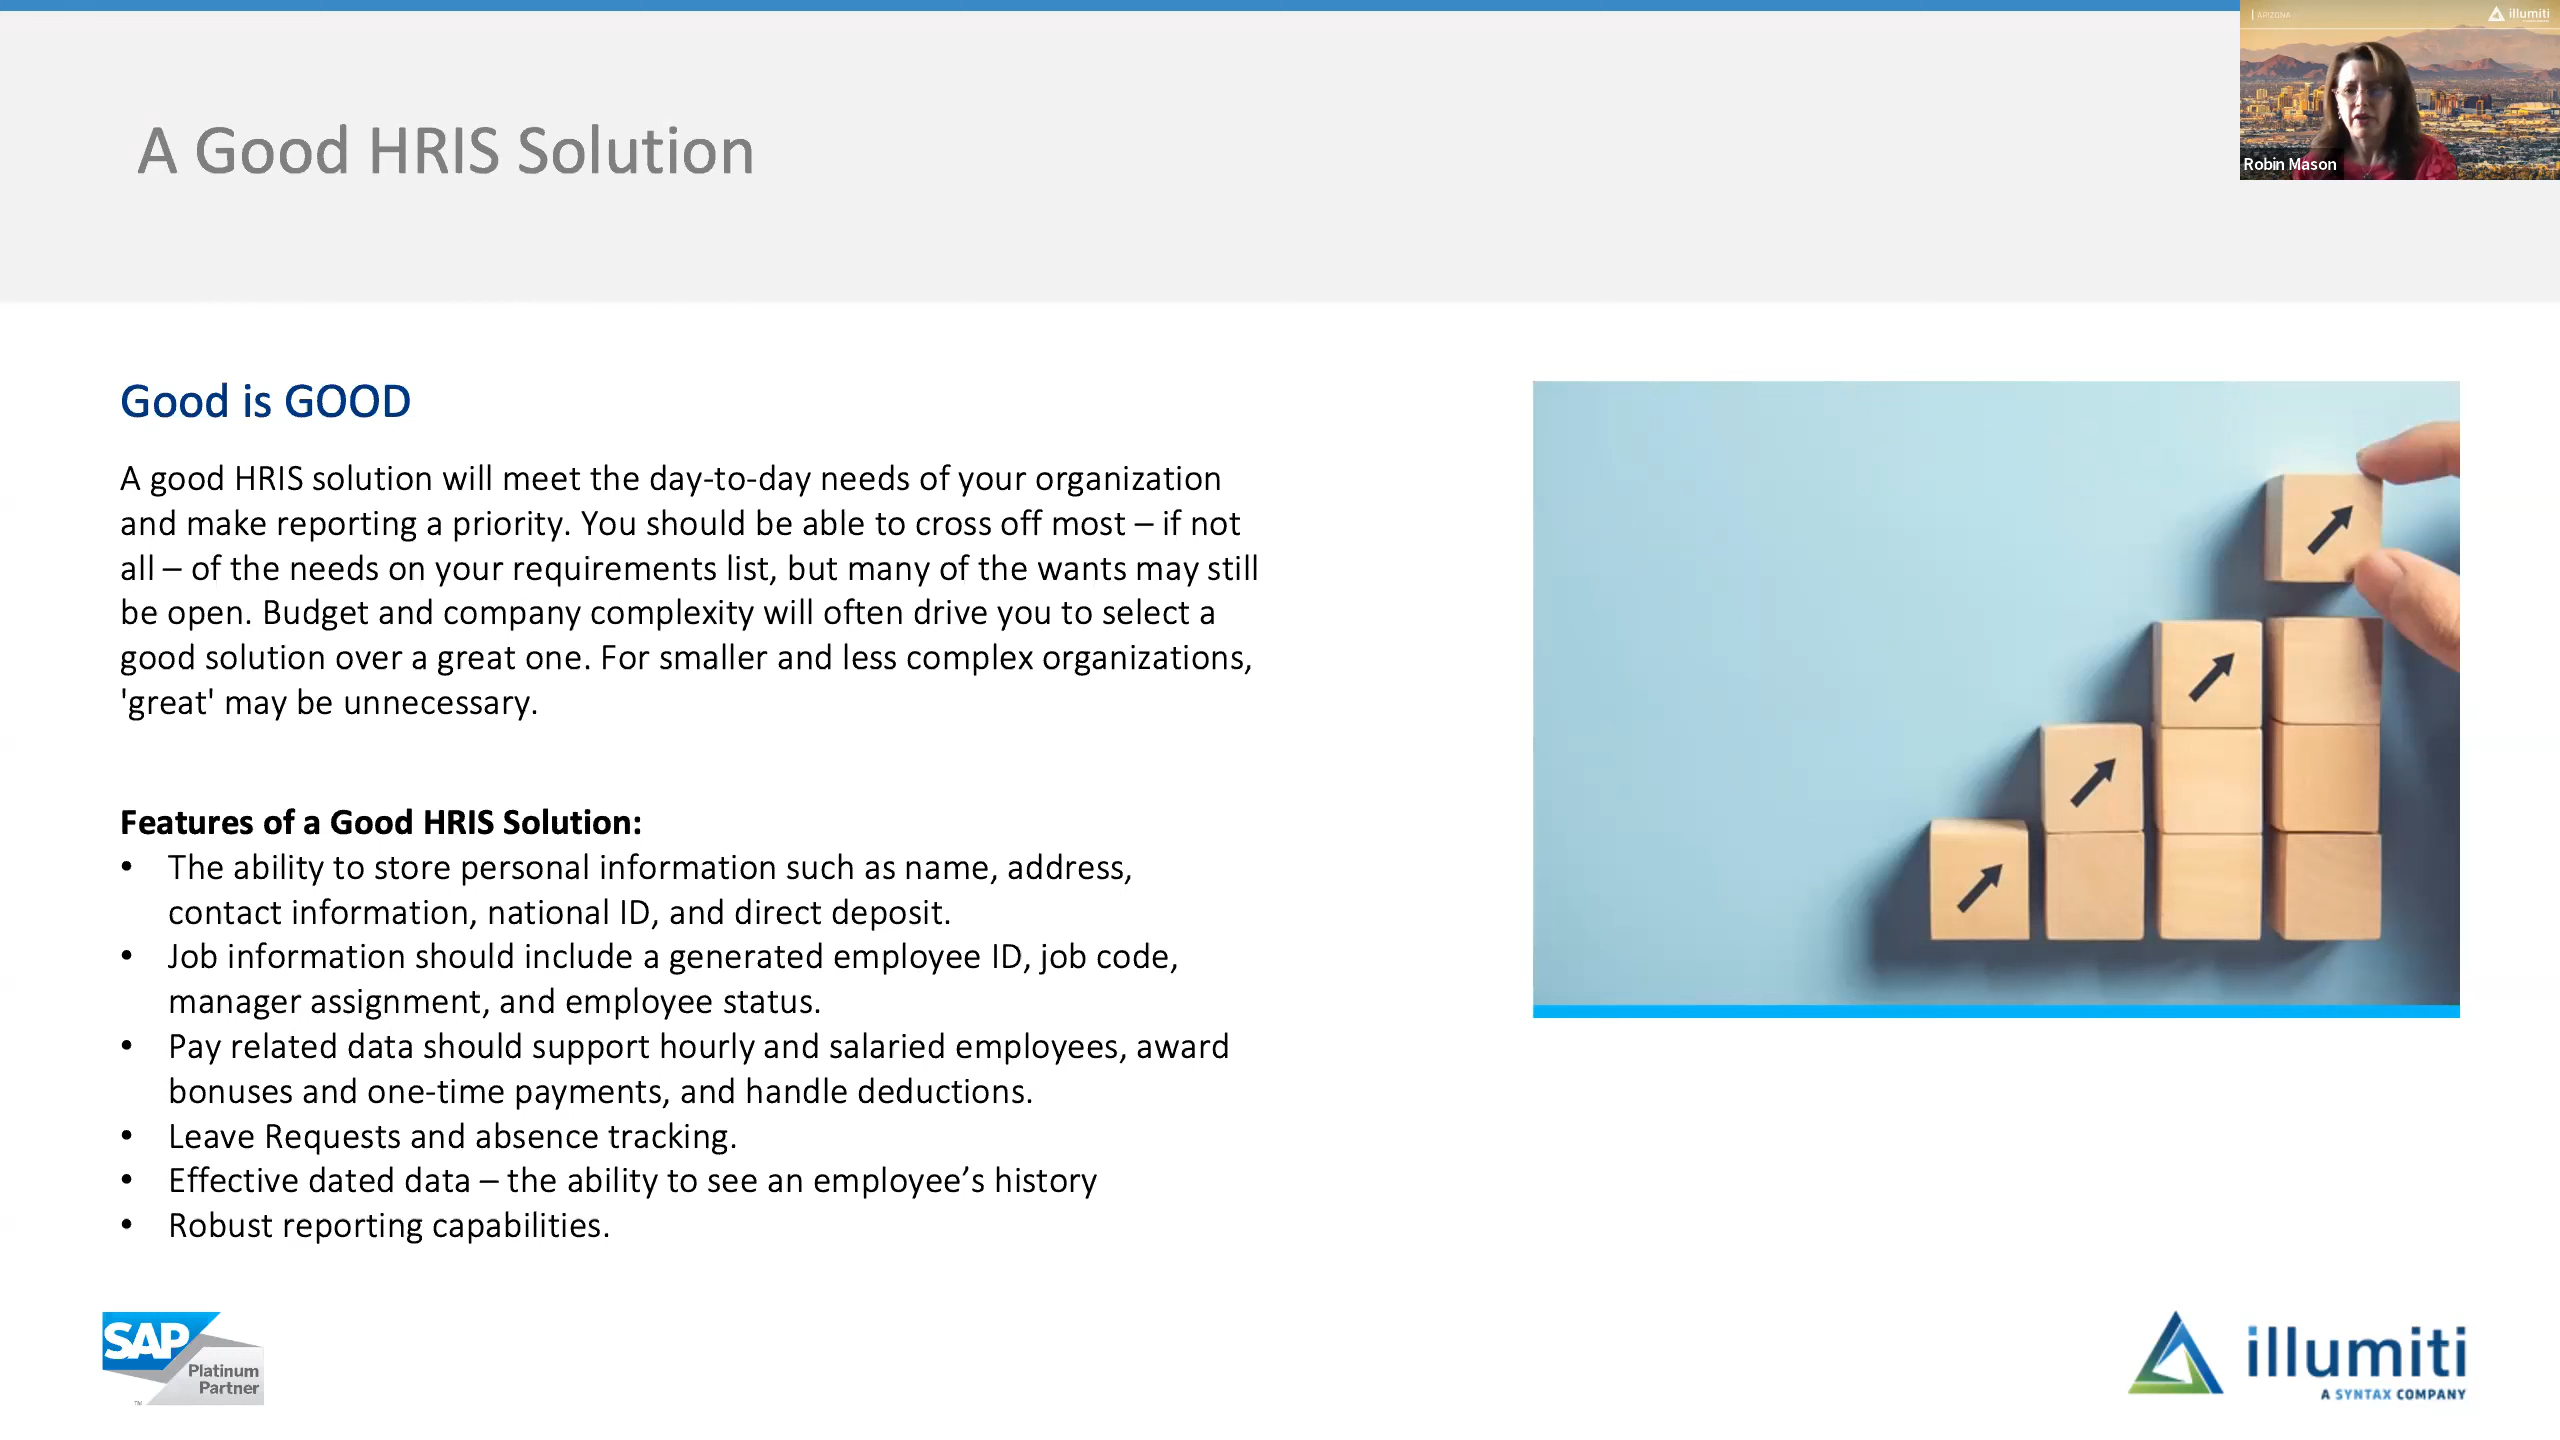 | ARIZONA
illumiti
Robin Mason
A Good HRIS Solution
Good is GOOD
A good HRIS solution will meet the day-to-day needs of your organization
and make reporting a priority. You should be able to cross off most – if not
all – of the needs on your requirements list, but many of the wants may still
be open. Budget and company complexity will often drive you to select a
good solution over a great one. For smaller and less complex organizations,
'great' may be unnecessary.
Features of a Good HRIS Solution:
• The ability to store personal information such as name, address,
contact information, national ID, and direct deposit.
• Job information should include a generated employee ID, job code,
manager assignment, and employee status.
• Pay related data should support hourly and salaried employees, award
bonuses and one-time payments, and handle deductions.
• Leave Requests and absence tracking.
• Effective dated data – the ability to see an employee’s history
• Robust reporting capabilities.
SAP
Platinum
Partner
™
illumiti
A SYNTAX COMPANY